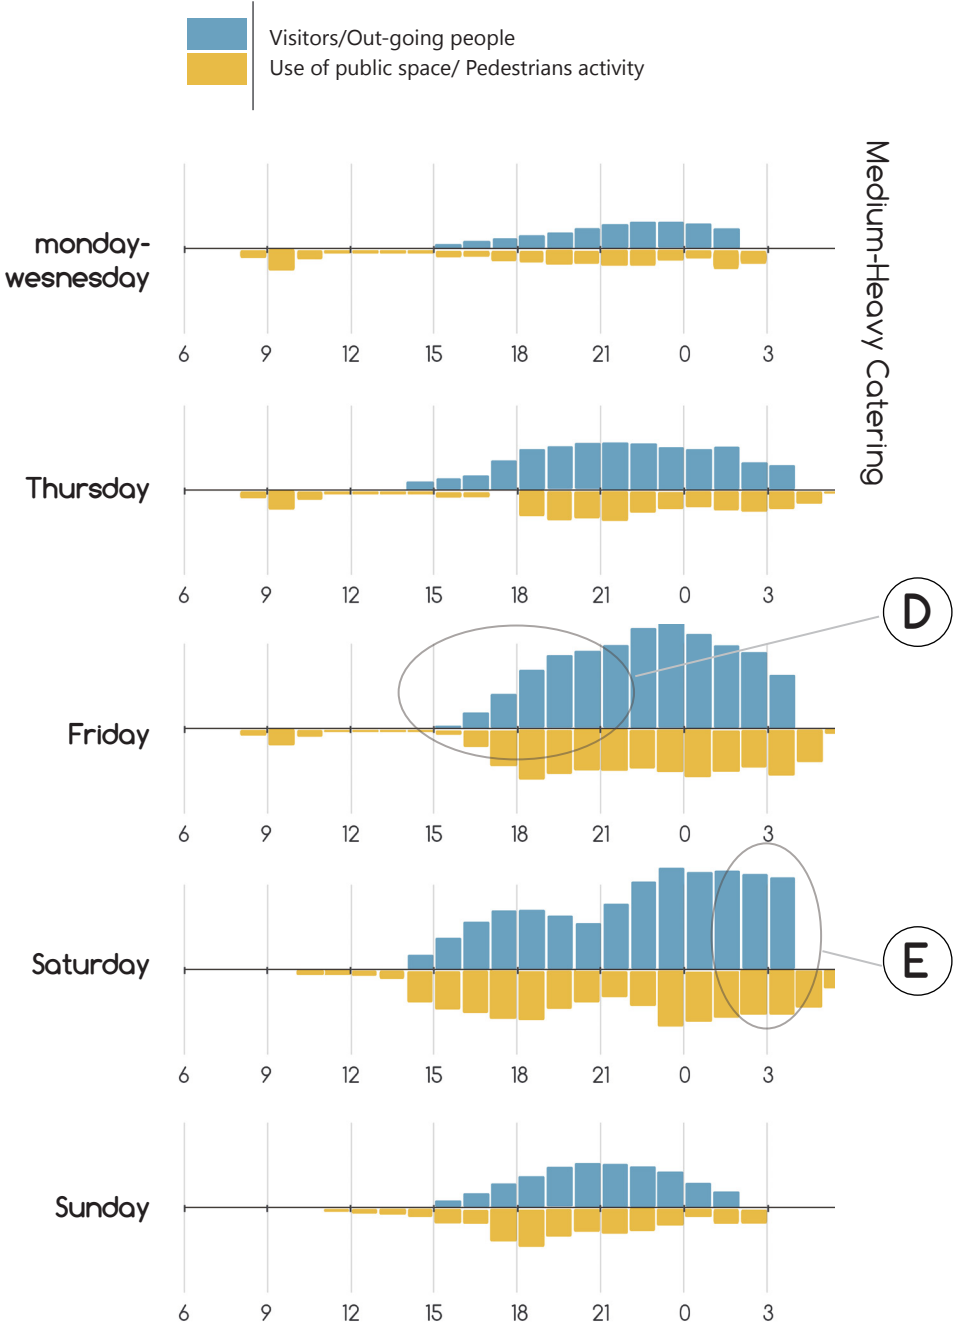 Visitors/Out-going people
Use of public space/ Pedestrians activity
Medium-Heavy Catering
monday-
wesnesday
6 9 12 15 18 21 0 3
Thursday
6 9 12 15 18 21 0 3
D
Friday
6 9 12 15 18 21 0 3
E
Saturday
6 9 12 15 18 21 0 3
Sunday
6 9 12 15 18 21 0 3